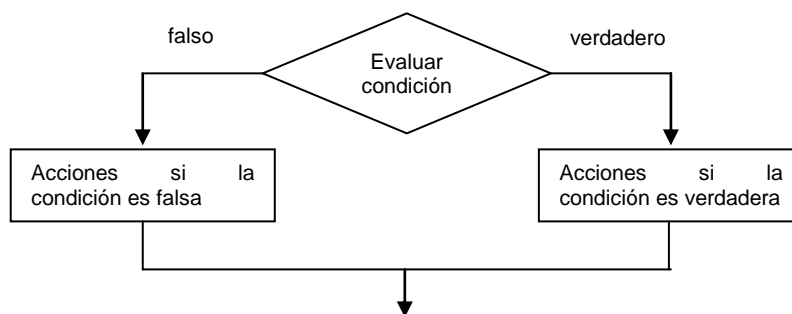 falso
verdadero
Evaluar
condición
Acciones si la
condición es falsa
Acciones si la
condición es verdadera